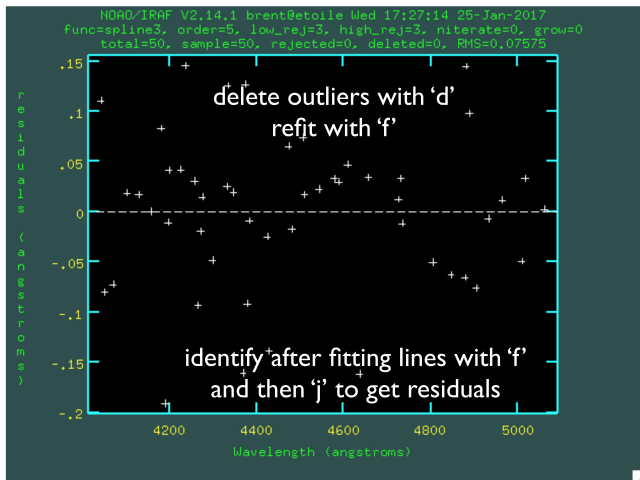 NOAO/IRAF V2.14.1 brent@etoile Wed 17:27:14 25-Jan-2017
func=spline3, order=5, low_rej=3, high_rej=3, niterate=0, grow=0
total=50, sample=50, rejected=0, deleted=0, RMS=0.07575
delete outliers with ‘d’
refit with ‘f’
identify after fitting lines with ‘f’
and then ‘j’ to get residuals
residuals (angstroms)
.15
.1
.05
0
-.05
-.1
-.15
-.2
4200 4400 4600 4800 5000
Wavelength (angstroms)